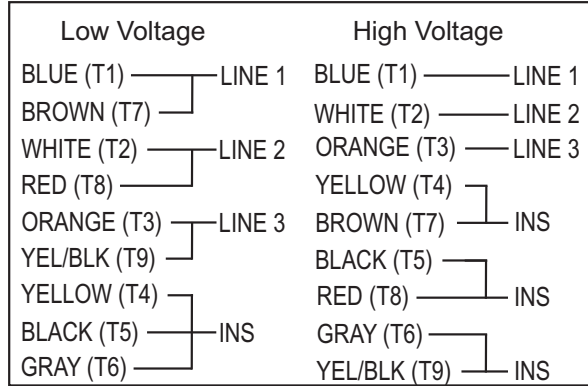 Low Voltage
BLUE (T1) LINE 1
BROWN (T7)
WHITE (T2) LINE 2
RED (T8)
ORANGE (T3) LINE 3
YEL/BLK (T9)
YELLOW (T4)
BLACK (T5) INS
GRAY (T6)
High Voltage
BLUE (T1) LINE 1
WHITE (T2) LINE 2
ORANGE (T3) LINE 3
YELLOW (T4)
BROWN (T7) INS
BLACK (T5)
RED (T8) INS
GRAY (T6)
YEL/BLK (T9) INS